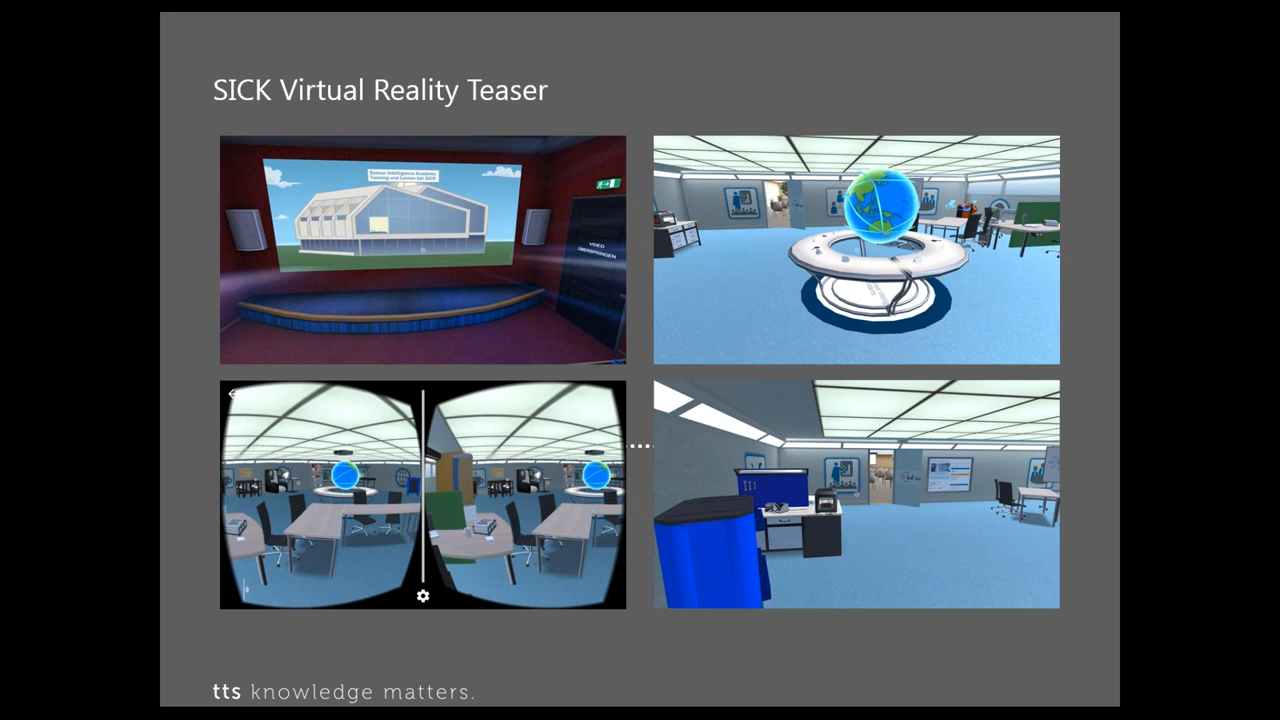 SICK Virtual Reality Teaser
Sensor Intelligence Academy
Training und Lernen bei SICK
VIDEO
ÜBERSPRINGEN
tts knowledge matters.